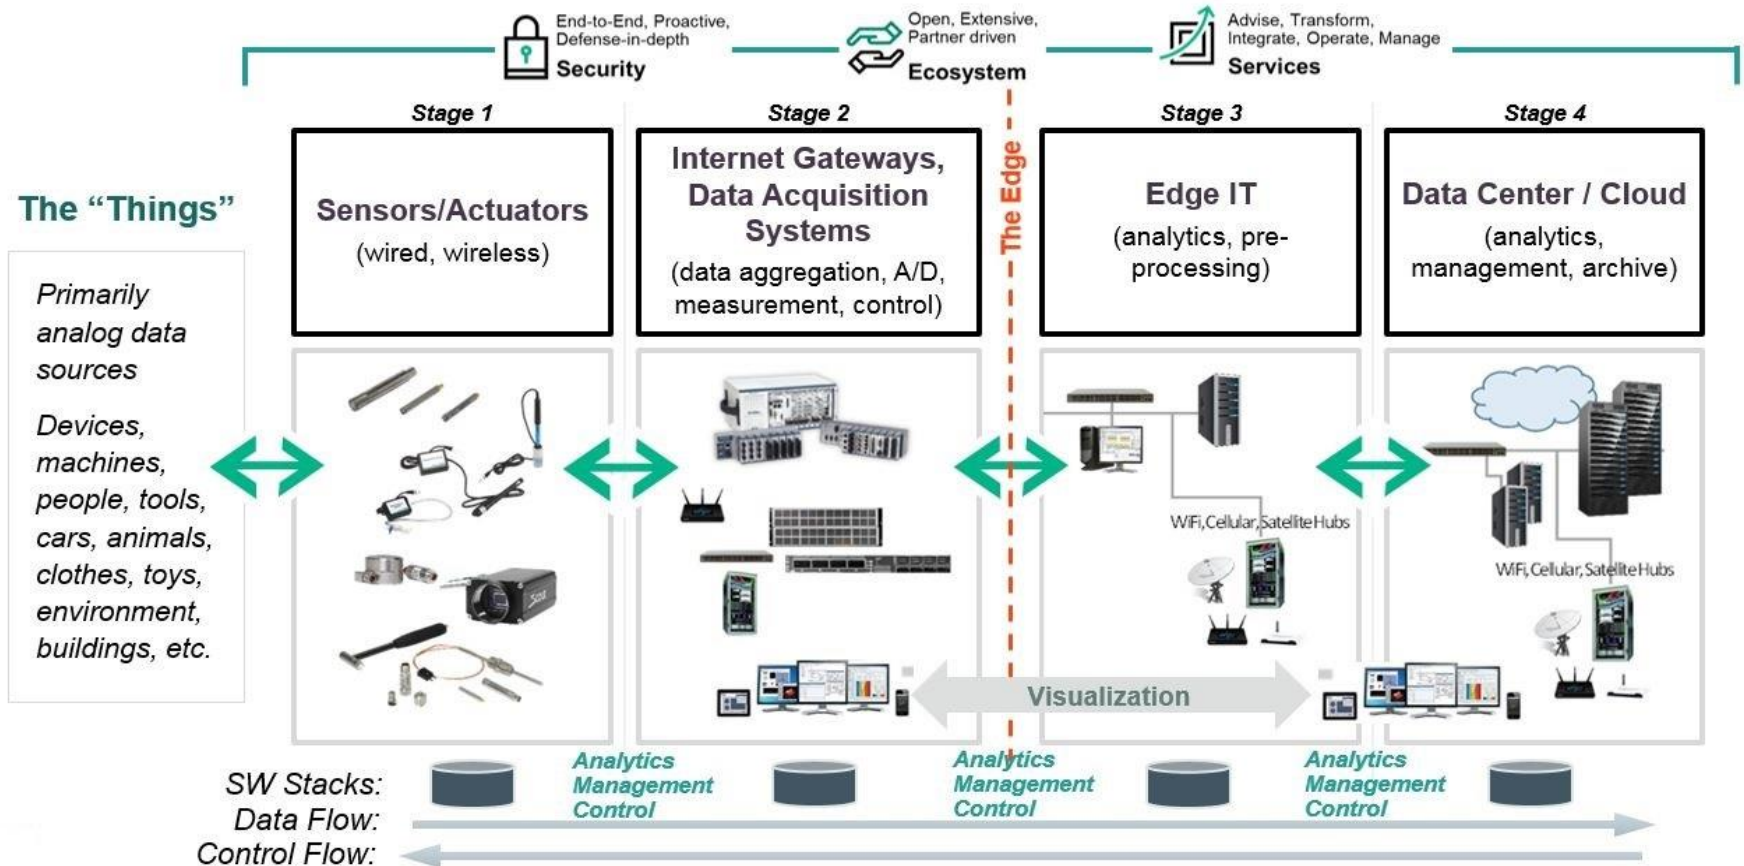 End-to-End, Proactive,
Defense-in-depth
Security
Open, Extensive,
Partner driven
Ecosystem
Advise, Transform,
Integrate, Operate, Manage
Services
The “Things”
Primarily
analog data
sources
Devices,
machines,
people, tools,
cars, animals,
clothes, toys,
environment,
buildings, etc.
Stage 1
Sensors/Actuators
(wired, wireless)
Stage 2
Internet Gateways,
Data Acquisition
Systems
(data aggregation, A/D,
measurement, control)
The Edge
Stage 3
Edge IT
(analytics, pre-
processing)
WiFi, Cellular, Satellite Hubs
Stage 4
Data Center / Cloud
(analytics,
management, archive)
WiFi, Cellular, Satellite Hubs
Visualization
SW Stacks:
Analytics
Management
Control
Analytics
Management
Control
Analytics
Management
Control
Data Flow:
Control Flow: